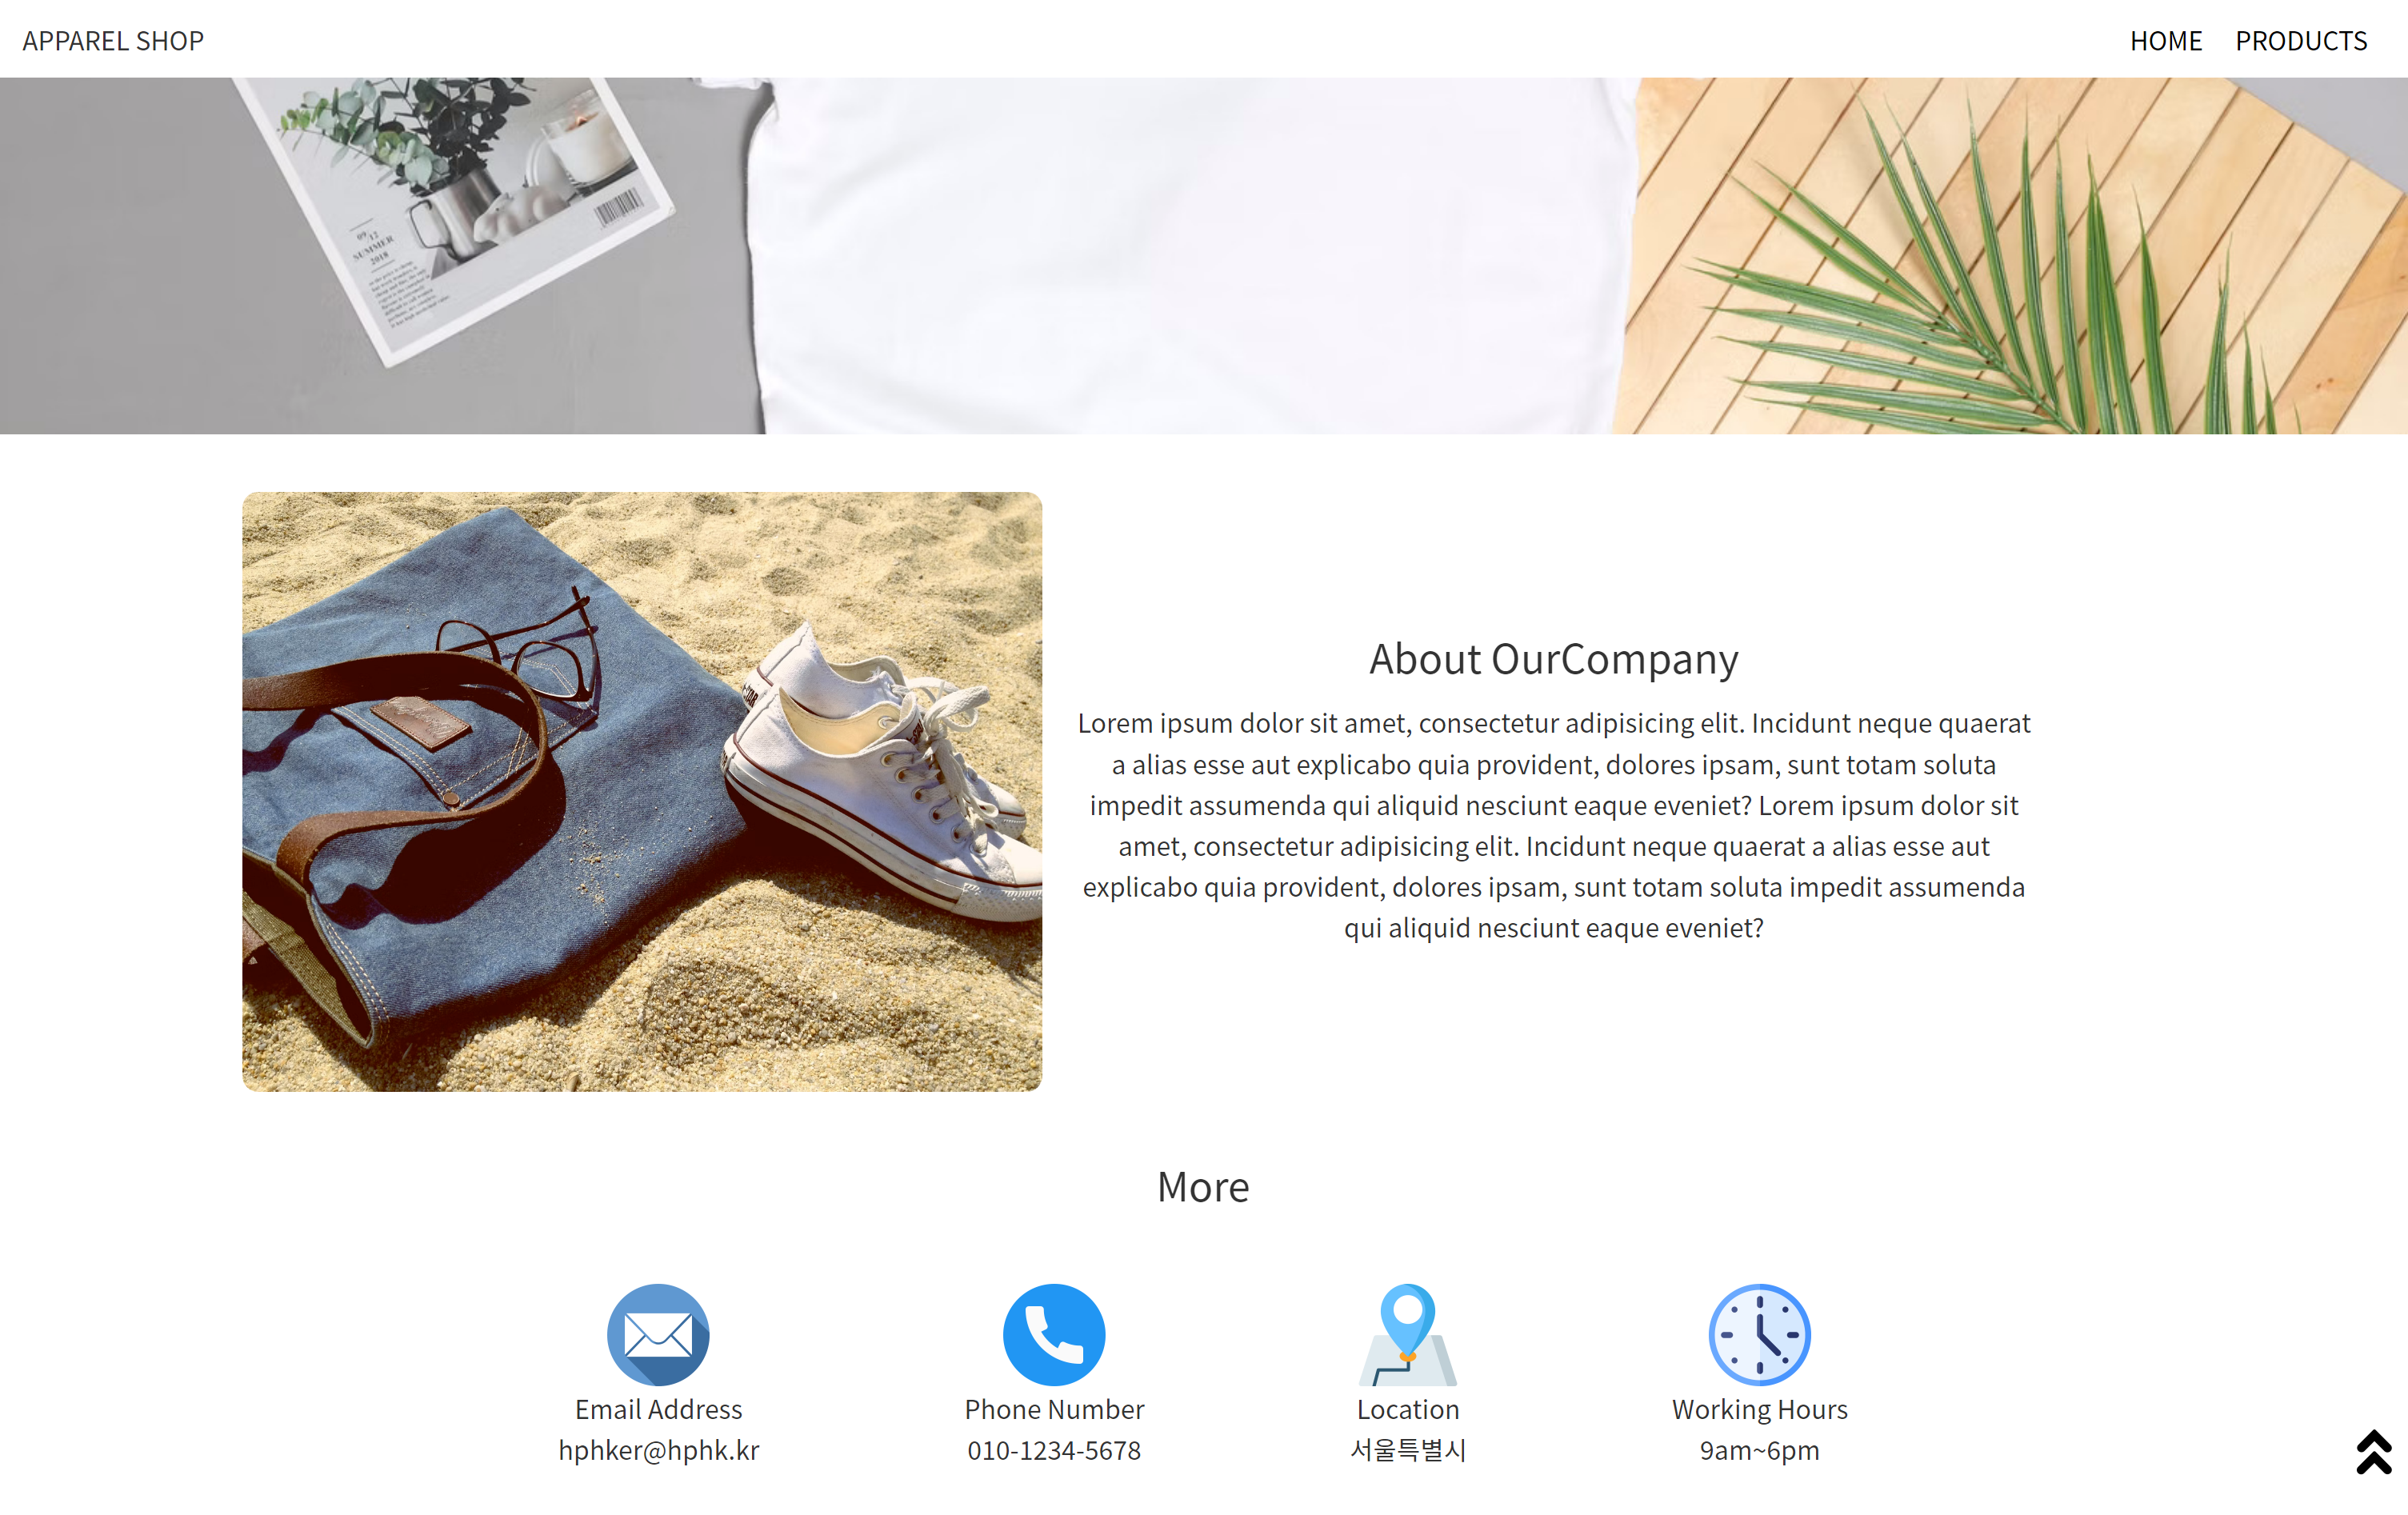 APPAREL SHOP
HOME PRODUCTS
09/12
SUMMER
2018
About OurCompany
Lorem ipsum dolor sit amet, consectetur adipisicing elit. Incidunt neque quaerat
a alias esse aut explicabo quia provident, dolores ipsam, sunt totam soluta
impedit assumenda qui aliquid nesciunt eaque eveniet? Lorem ipsum dolor sit
amet, consectetur adipisicing elit. Incidunt neque quaerat a alias esse aut
explicabo quia provident, dolores ipsam, sunt totam soluta impedit assumenda
qui aliquid nesciunt eaque eveniet?
More
Email Address
hphker@hphk.kr
Phone Number
010-1234-5678
Location
서울특별시
Working Hours
9am~6pm